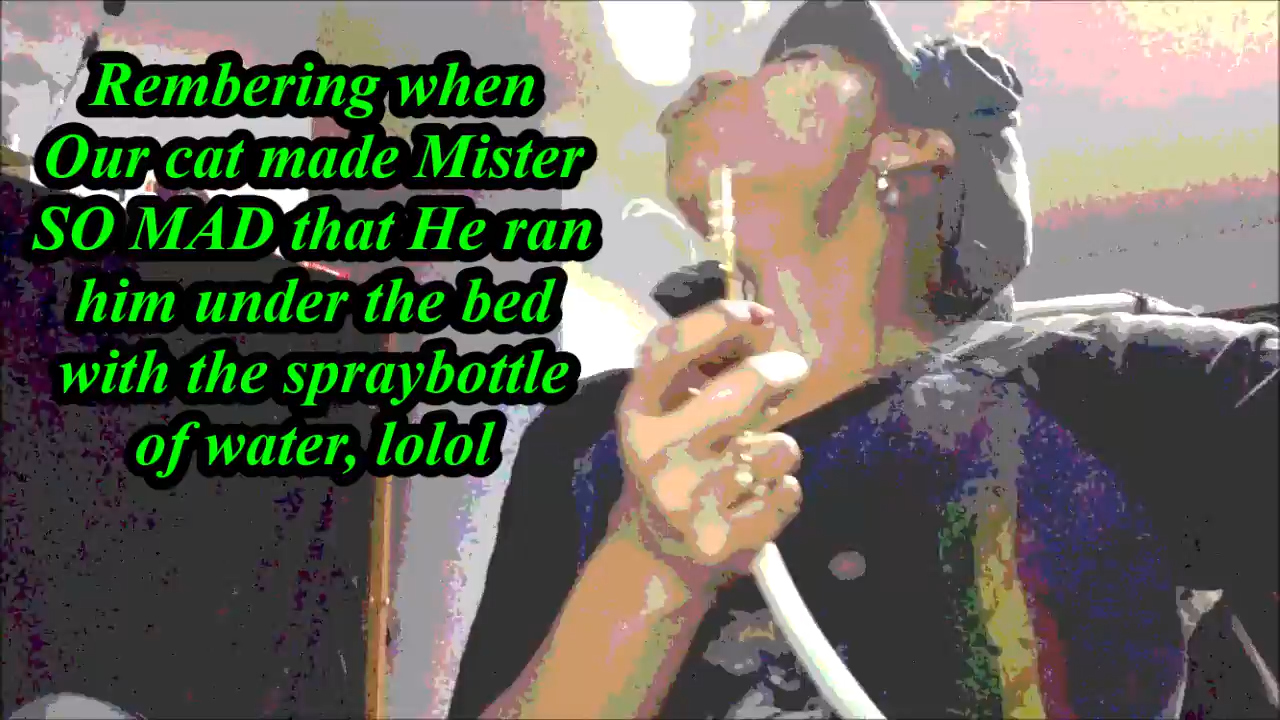 Rembering when
Our cat made Mister
SO MAD that He ran
him under the bed
with the spraybottle
of water, lolol